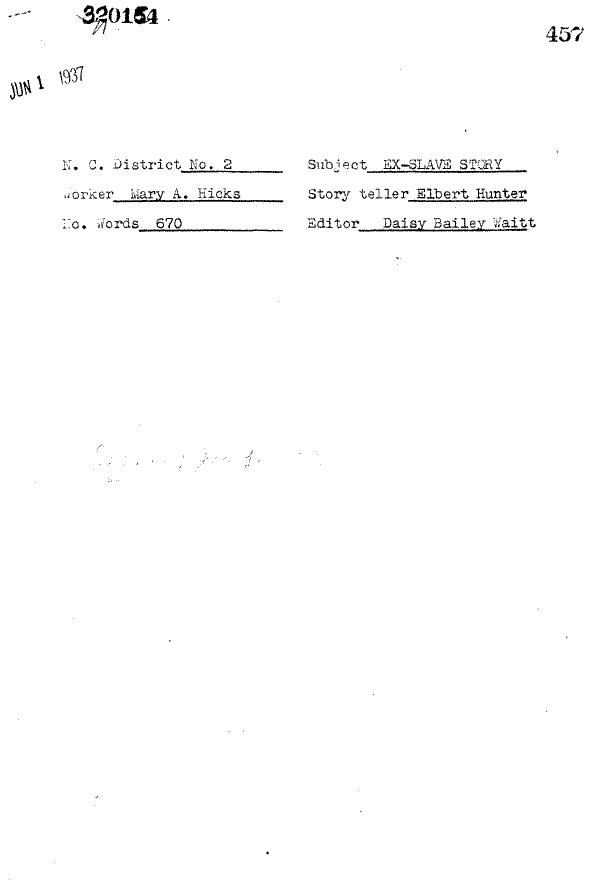 320154
457
JUN 1 1937
N. C. District No. 2 Subject EX-SLAVE STORY
Worker Mary A. Hicks Story teller Elbert Hunter
No. Words 670 Editor Daisy Bailey Waitt